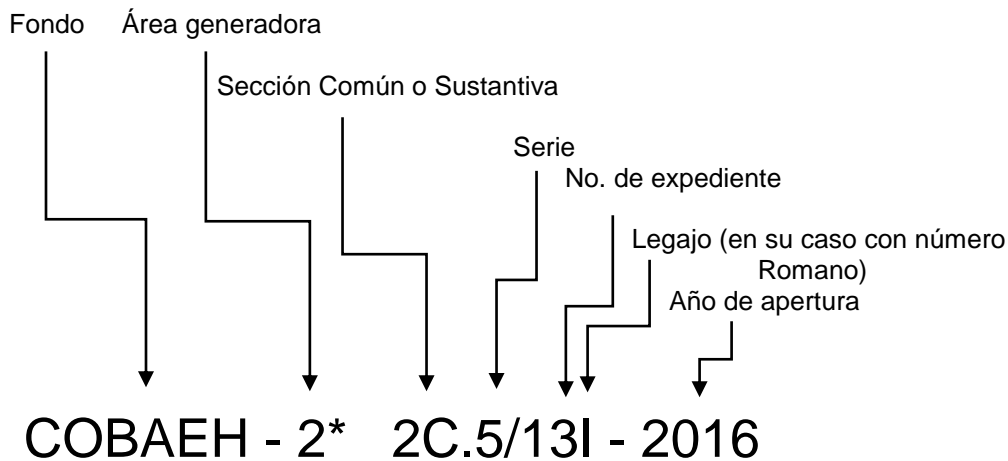 Fondo
Área generadora
Sección Común o Sustantiva
Serie
No. de expediente
Legajo (en su caso con número
Romano)
Año de apertura
COBAEH - 2* 2C.5/13I - 2016